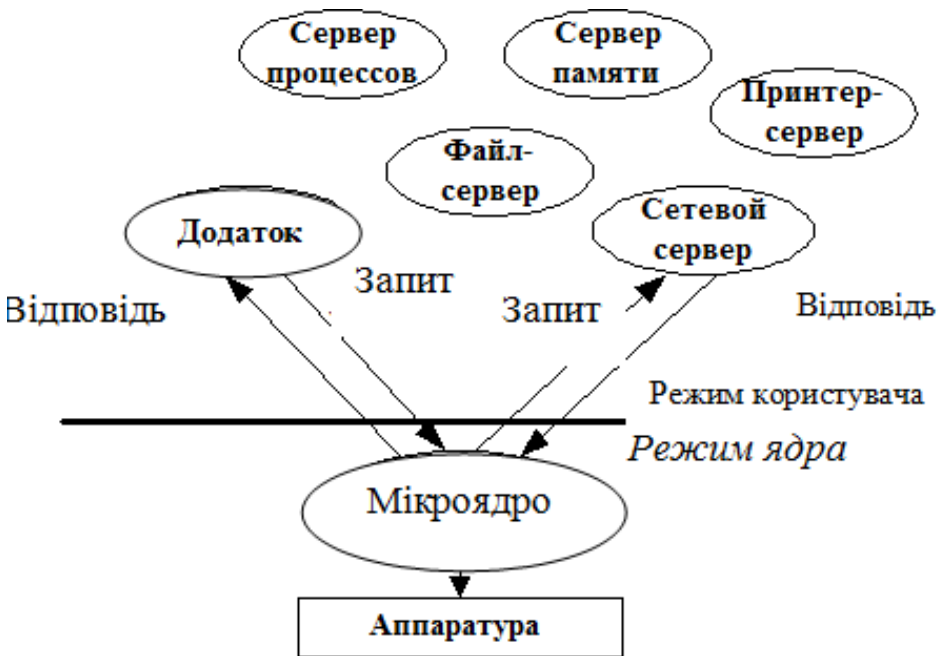 Сервер
процессов
Сервер
памяти
Принтер-
сервер
Файл-
сервер
Додаток
Сетевой
сервер
Запит
Відповідь
Запит
Відповідь
Режим користувача
Режим ядра
Мікроядро
Аппаратура